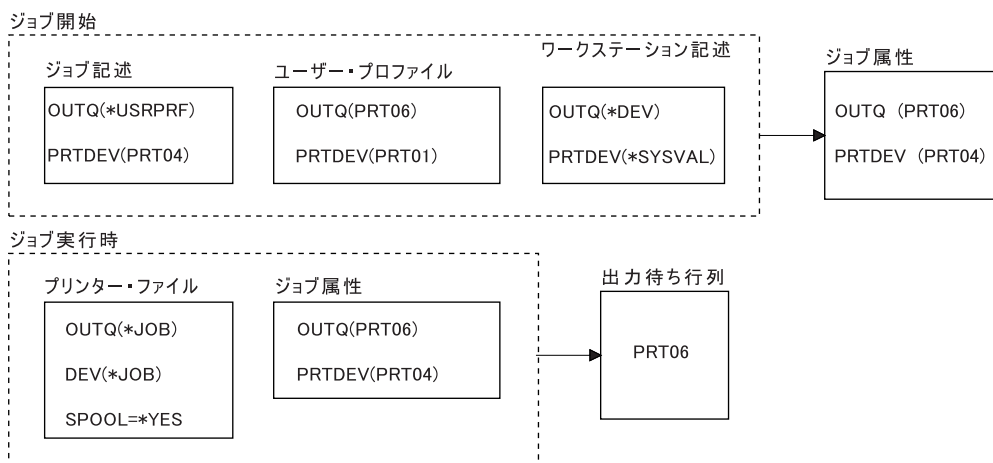 ジョブ開始
ジョブ記述
OUTQ(*USRPRF)
PRTDEV(PRT04)
ユーザー・プロファイル
OUTQ(PRT06)
PRTDEV(PRT01)
ワークステーション記述
OUTQ(*DEV)
PRTDEV(*SYSVAL)
ジョブ属性
OUTQ (PRT06)
PRTDEV (PRT04)
ジョブ実行時
プリンター・ファイル
OUTQ(*JOB)
DEV(*JOB)
SPOOL=*YES
ジョブ属性
OUTQ(PRT06)
PRTDEV(PRT04)
出力待ち行列
PRT06